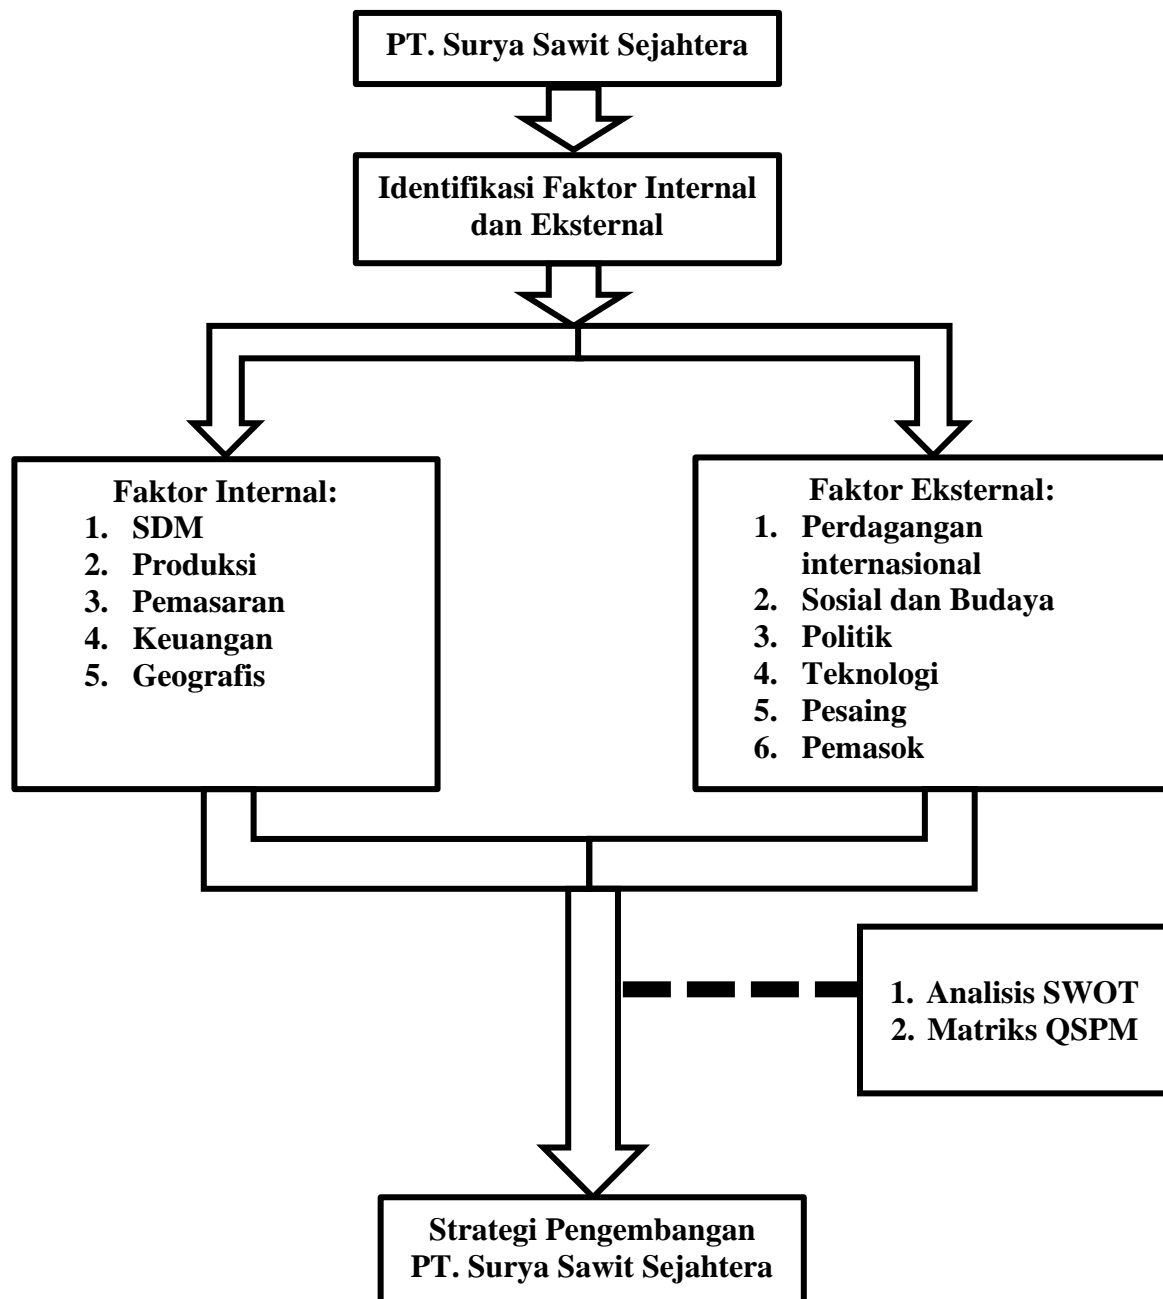 PT. Surya Sawit Sejahtera
Identifikasi Faktor Internal
dan Eksternal
Faktor Internal:
1. SDM
2. Produksi
3. Pemasaran
4. Keuangan
5. Geografis
Faktor Eksternal:
1. Perdagangan
internasional
2. Sosial dan Budaya
3. Politik
4. Teknologi
5. Pesaing
6. Pemasok
1. Analisis SWOT
2. Matriks QSPM
Strategi Pengembangan
PT. Surya Sawit Sejahtera